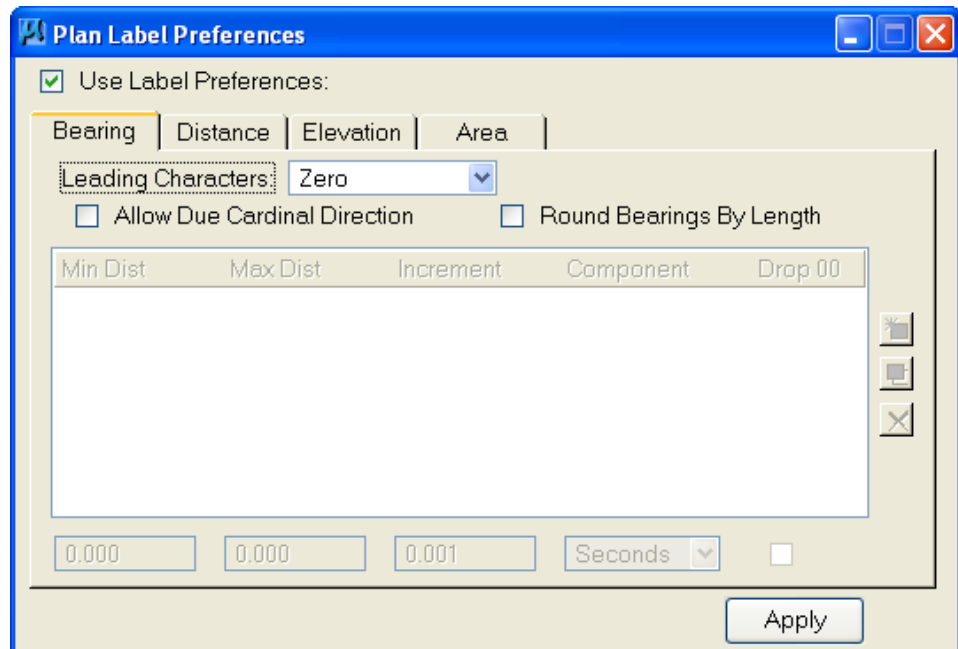 Plan Label Preferences
Use Label Preferences:
Bearing Distance Elevation Area
Leading Characters: Zero
Allow Due Cardinal Direction Round Bearings By Length
Min Dist Max Dist Increment Component Drop 00
0.000 0.000 0.001 Seconds
Apply